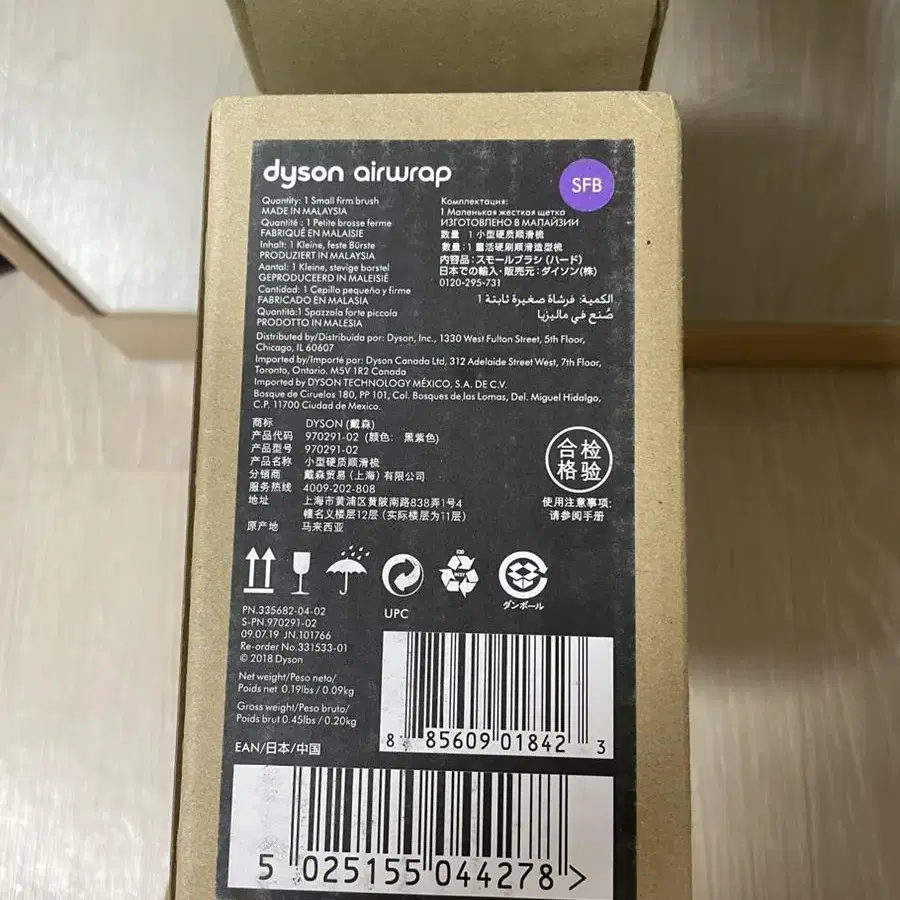 dyson airwrap
SFB
Quantity: 1 Small firm brush
MADE IN MALAYSIA
Quantité : 1 Petite brosse ferme
FABRIQUÉ EN MALAISIE
Inhalt: 1 Kleine, feste Bürste
PRODUZIERT IN MALAYSIA
Aantal: 1 Kleine, stevige borstel
GEPRODUCEERD IN MALEISIË
Cantidad: 1 Cepillo pequeño y firme
FABRICADO EN MALASIA
Quantità:1 Spazzola forte piccola
PRODOTTO IN MALESIA
Комплектация:
1 Маленькая жесткая щетка
ИЗГОТОВЛЕНО В МАЛАЙЗИИ
数量：1 小型硬质顺滑梳
數量：1 靈活硬刷順滑造型梳
内容品：スモールブラシ (ハード)
日本での輸入・販売元：ダイソン(株)
0120-295-731
الكمية: فرشاة صغيرة ثابتة 1
صُنع في ماليزيا
Distributed by/Distribuida por: Dyson, Inc., 1330 West Fulton Street, 5th Floor,
Chicago, IL 60607
Imported by/Importé par: Dyson Canada Ltd, 312 Adelaide Street West, 7th Floor,
Toronto, Ontario. M5V 1R2 Canada
Imported by DYSON TECHNOLOGY MÉXICO, S.A. DE C.V.
Bosque de Ciruelos 180, PP 101, Col. Bosques de las Lomas, Del. Miguel Hidalgo,
C.P. 11700 Ciudad de Mexico.
商标 DYSON (戴森)
产品代码 970291-02 (颜色: 黑紫色)
产品型号 970291-02
产品名称 小型硬质顺滑梳
分销商 戴森贸易 (上海) 有限公司
服务热线 4009-202-808
地址 上海市黄浦区黄陂南路838弄1号4
幢名义楼层12层 (实际楼层为11层)
原产地 马来西亚
合检
格验
使用注意事项:
请参阅手册
ダンボール
PN.335682-04-02
S-PN.970291-02
09.07.19 JN.101766
Re-order No.331533-01
© 2018 Dyson
Net weight/Peso neto/
Poids net 0.19lbs / 0.09kg
Gross weight/Peso bruto/
Poids brut 0.45lbs / 0.20kg
UPC
8 85609 01842 3
EAN/日本/中国
5 025155 044278 >